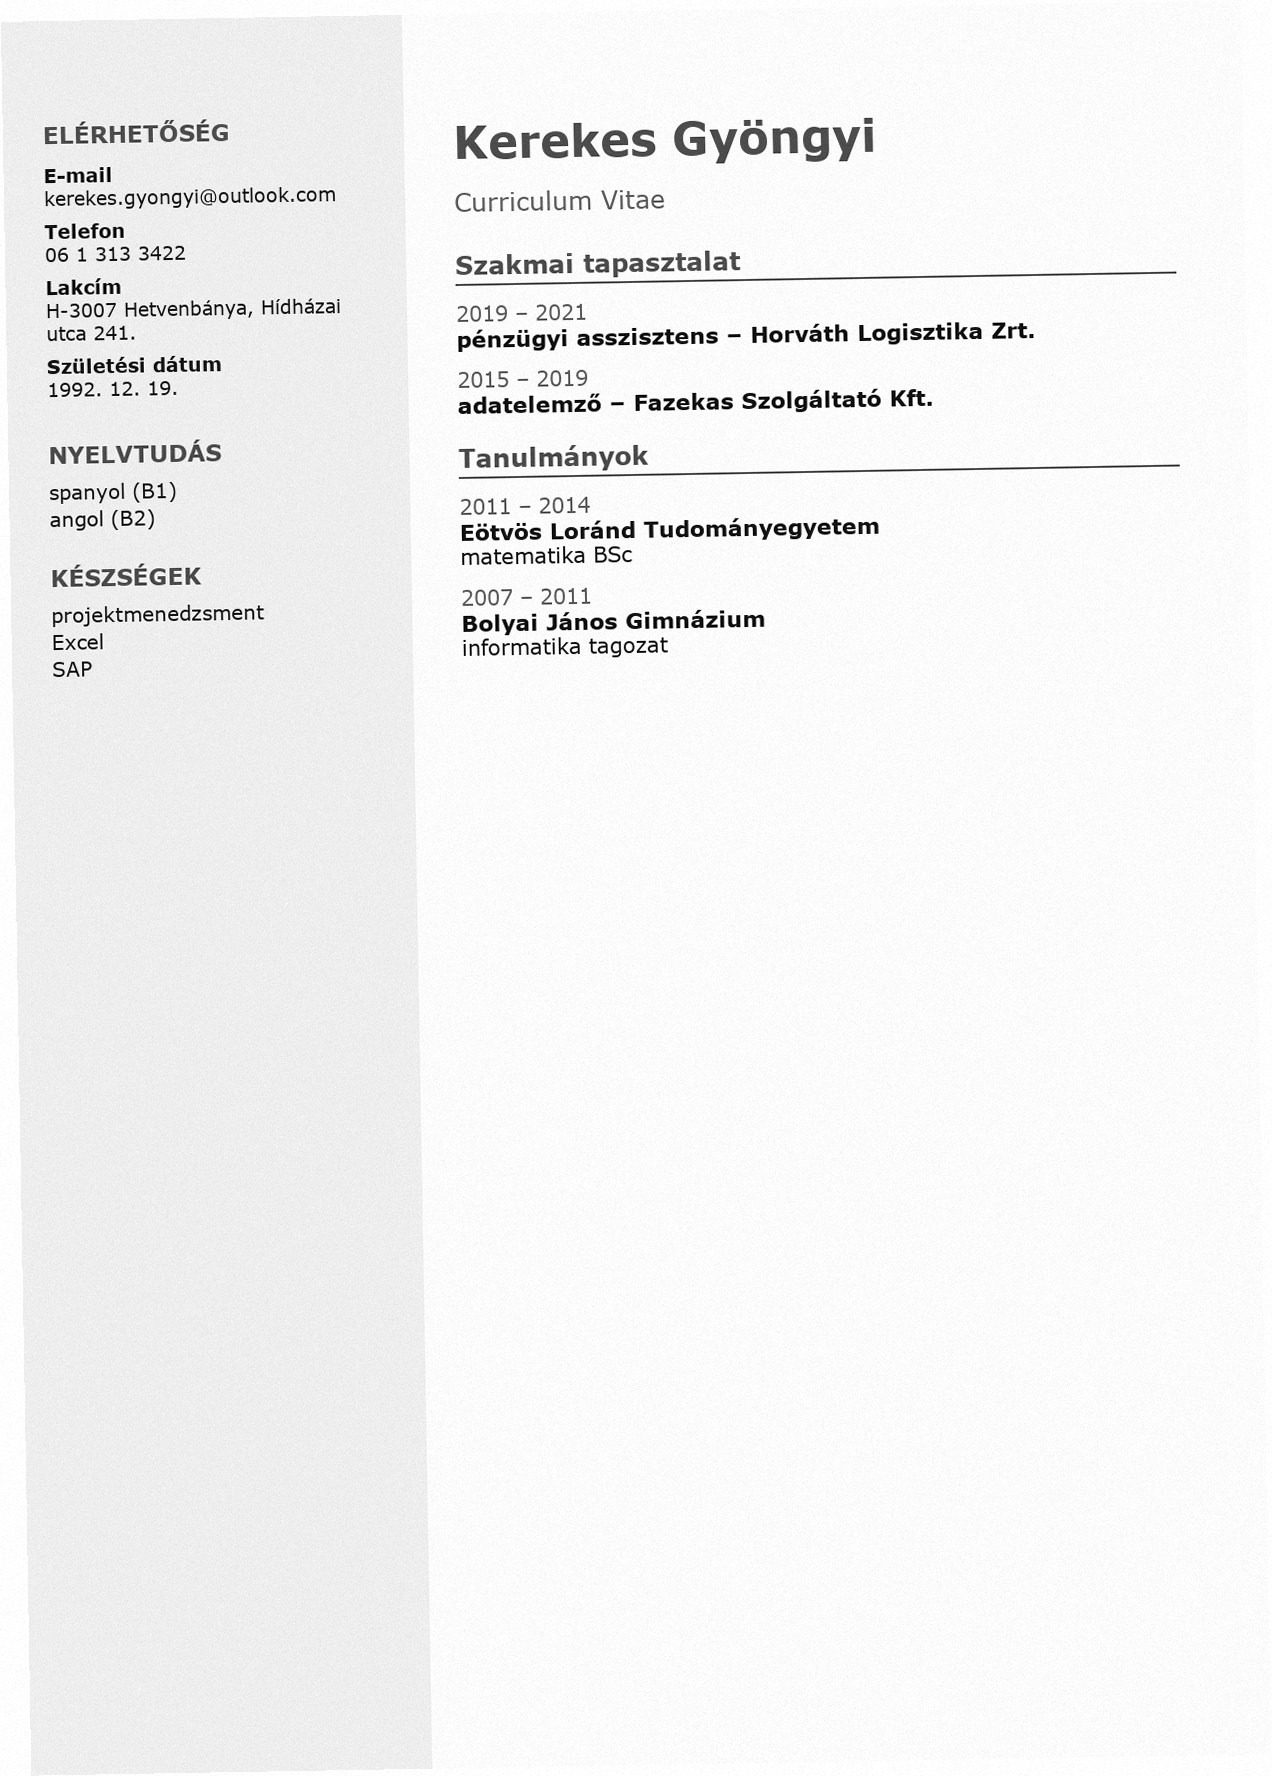 ELÉRHETŐSÉG
E-mail
kerekes.gyongyi@outlook.com
Telefon
06 1 313 3422
Lakcím
H-3007 Hetvenbánya, Hídházai
utca 241.
Születési dátum
1992. 12. 19.
NYELVTUDÁS
spanyol (B1)
angol (B2)
KÉSZSÉGEK
projektmenedzsment
Excel
SAP
Kerekes Gyöngyi
Curriculum Vitae
Szakmai tapasztalat
2019 – 2021
pénzügyi asszisztens – Horváth Logisztika Zrt.
2015 – 2019
adatelemző – Fazekas Szolgáltató Kft.
Tanulmányok
2011 – 2014
Eötvös Loránd Tudományegyetem
matematika BSc
2007 – 2011
Bolyai János Gimnázium
informatika tagozat